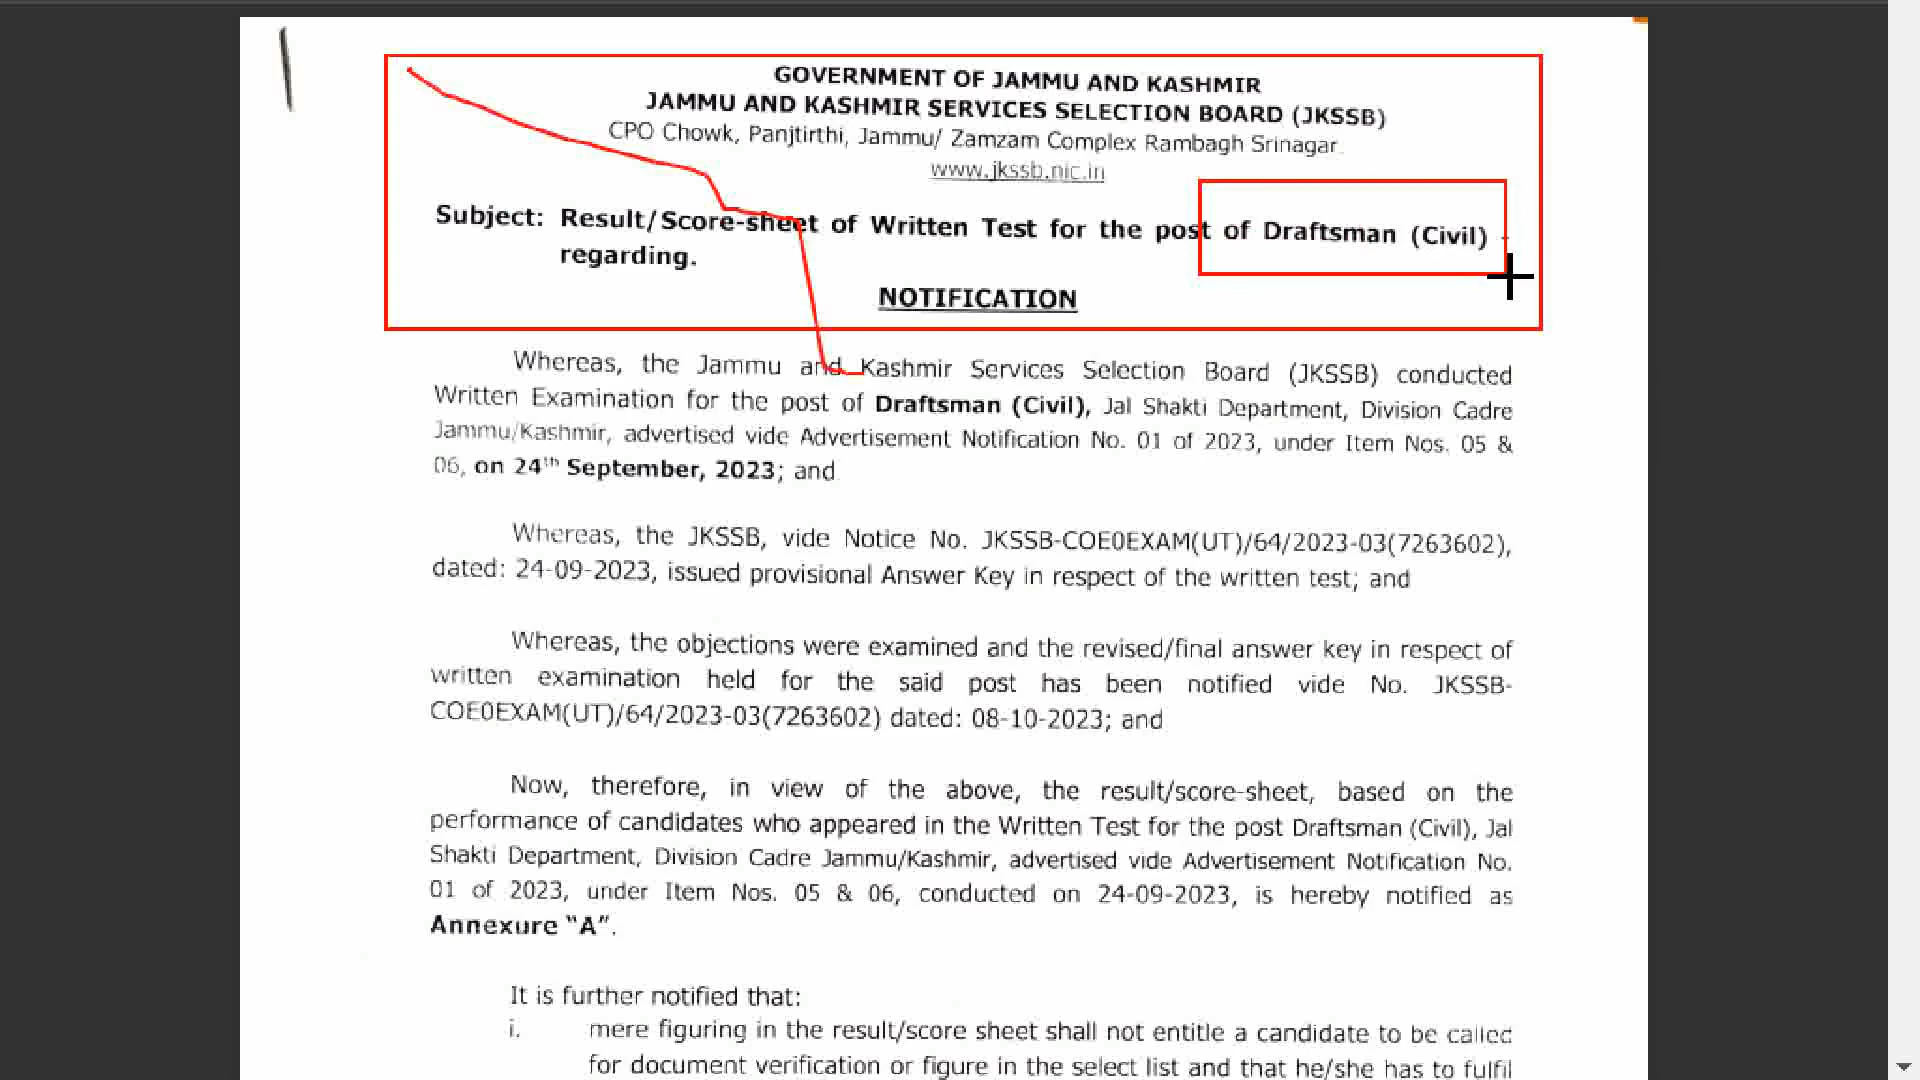 GOVERNMENT OF JAMMU AND KASHMIR
JAMMU AND KASHMIR SERVICES SELECTION BOARD (JKSSB)
CPO Chowk, Panjtirthi, Jammu/ Zamzam Complex Rambagh Srinagar.
www.jkssb.nic.in
Subject: Result/Score-sheet of Written Test for the post of Draftsman (Civil) -
regarding.
NOTIFICATION
Whereas, the Jammu and Kashmir Services Selection Board (JKSSB) conducted
Written Examination for the post of Draftsman (Civil), Jal Shakti Department, Division Cadre
Jammu/Kashmir, advertised vide Advertisement Notification No. 01 of 2023, under Item Nos. 05 &
06, on 24th September, 2023; and
Whereas, the JKSSB, vide Notice No. JKSSB-COE0EXAM(UT)/64/2023-03(7263602),
dated: 24-09-2023, issued provisional Answer Key in respect of the written test; and
Whereas, the objections were examined and the revised/final answer key in respect of
written examination held for the said post has been notified vide No. JKSSB-
COE0EXAM(UT)/64/2023-03(7263602) dated: 08-10-2023; and
Now, therefore, in view of the above, the result/score-sheet, based on the
performance of candidates who appeared in the Written Test for the post Draftsman (Civil), Jal
Shakti Department, Division Cadre Jammu/Kashmir, advertised vide Advertisement Notification No.
01 of 2023, under Item Nos. 05 & 06, conducted on 24-09-2023, is hereby notified as
Annexure “A”.
It is further notified that:
i. mere figuring in the result/score sheet shall not entitle a candidate to be called
for document verification or figure in the select list and that he/she has to fulfil